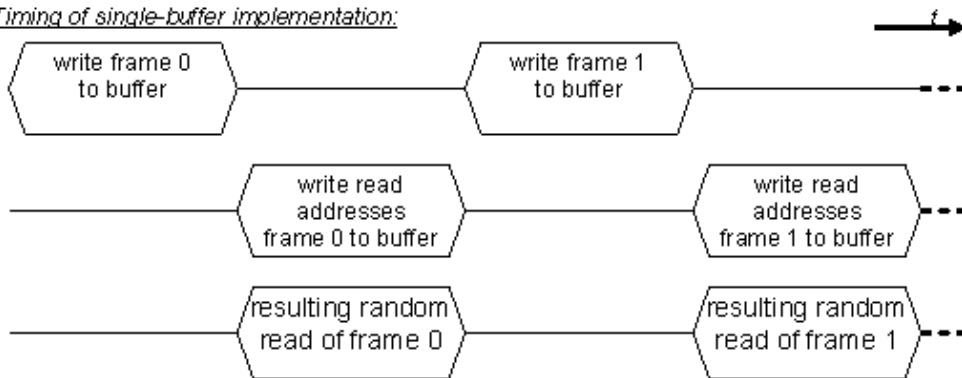 Timing of single-buffer implementation:
t
write frame 0
to buffer
write frame 1
to buffer
write read
addresses
frame 0 to buffer
write read
addresses
frame 1 to buffer
resulting random
read of frame 0
resulting random
read of frame 1